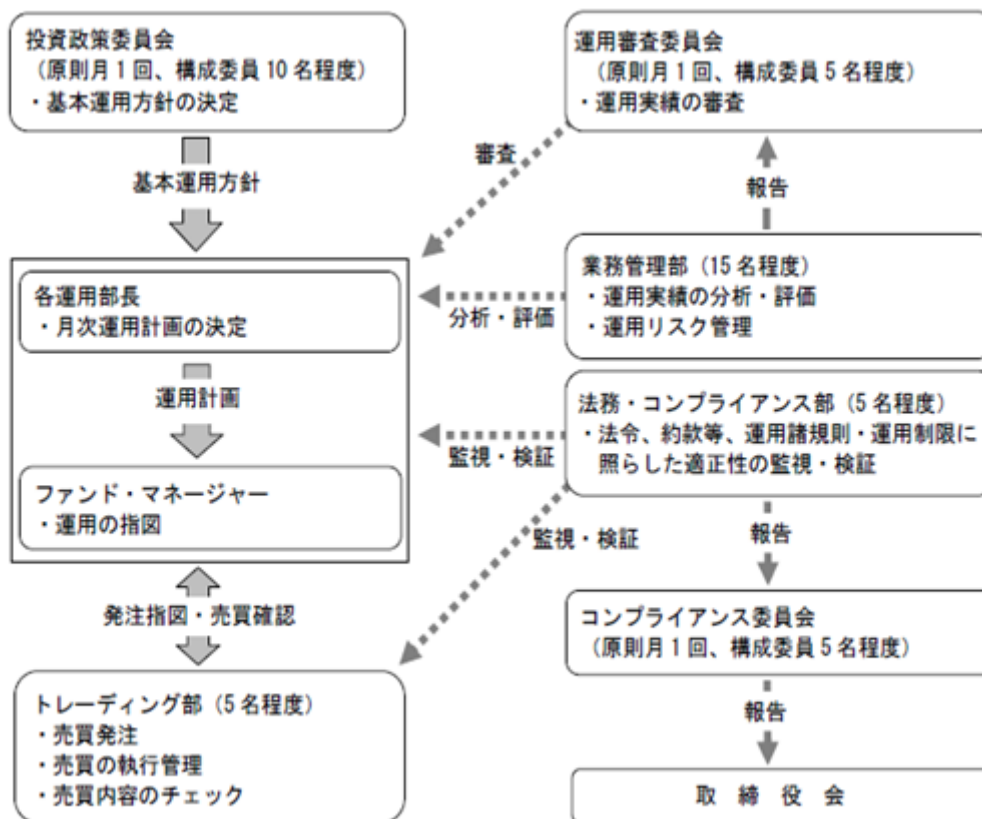 投資政策委員会
（原則月1回、構成委員10名程度）
・基本運用方針の決定
基本運用方針
各運用部長
・月次運用計画の決定
運用計画
ファンド・マネージャー
・運用の指図
発注指図・売買確認
トレーディング部（5名程度）
・売買発注
・売買の執行管理
・売買内容のチェック
運用審査委員会
（原則月1回、構成委員5名程度）
・運用実績の審査
審査
報告
業務管理部（15名程度）
・運用実績の分析・評価
・運用リスク管理
分析・評価
法務・コンプライアンス部（5名程度）
・法令、約款等、運用諸規則・運用制限に
照らした適正性の監視・検証
監視・検証
監視・検証
報告
コンプライアンス委員会
（原則月1回、構成委員5名程度）
報告
取 締 役 会